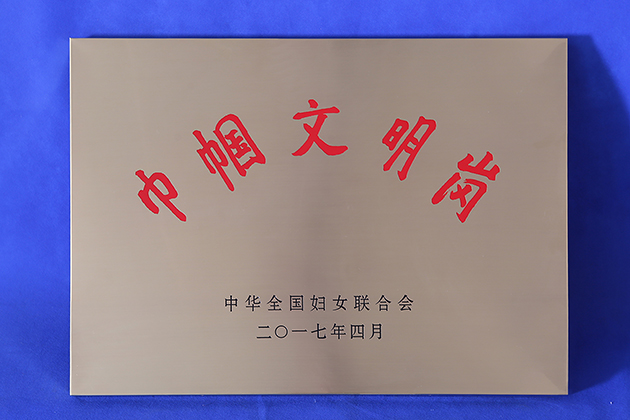 巾帼文明岗
中华全国妇女联合会
二〇一七年四月